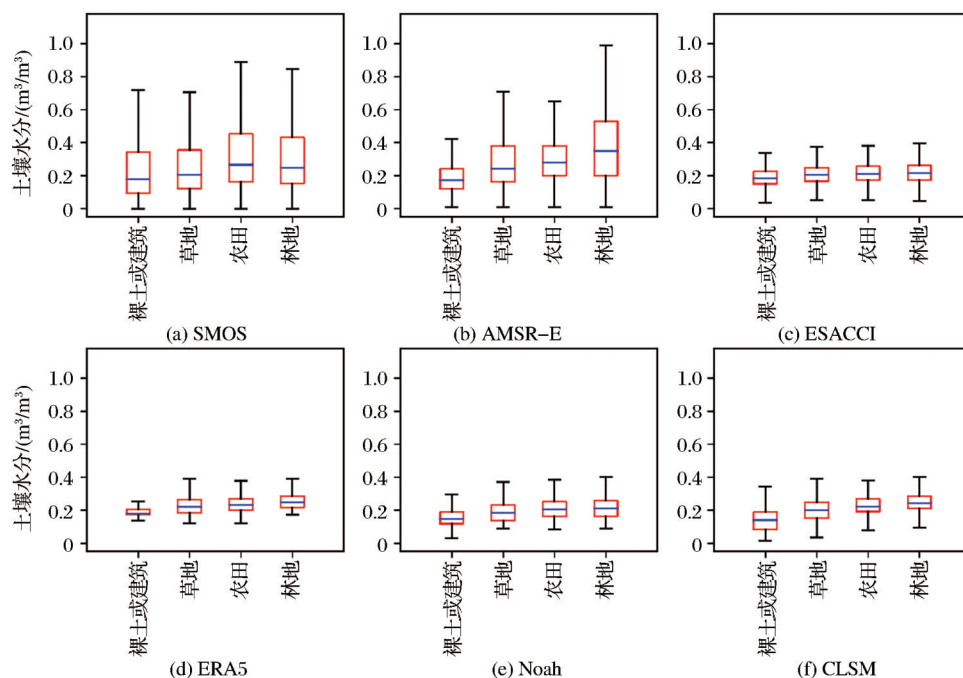 土壤水分/(m³/m³)
1.0
0.8
0.6
0.4
0.2
0
裸土或建筑
草地
农田
林地
(a) SMOS
1.0
0.8
0.6
0.4
0.2
0
裸土或建筑
草地
农田
林地
(b) AMSR-E
1.0
0.8
0.6
0.4
0.2
0
裸土或建筑
草地
农田
林地
(c) ESACCI
土壤水分/(m³/m³)
1.0
0.8
0.6
0.4
0.2
0
裸土或建筑
草地
农田
林地
(d) ERA5
1.0
0.8
0.6
0.4
0.2
0
裸土或建筑
草地
农田
林地
(e) Noah
1.0
0.8
0.6
0.4
0.2
0
裸土或建筑
草地
农田
林地
(f) CLSM